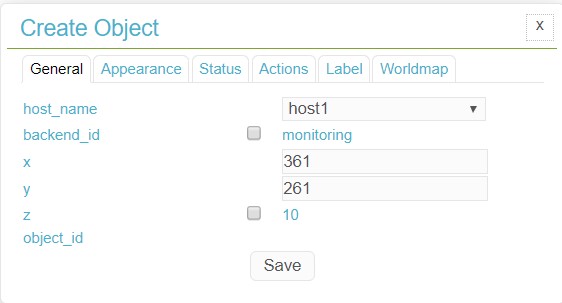 Create Object
x
General Appearance Status Actions Label Worldmap
host_name host1
backend_id monitoring
x 361
y 261
z 10
object_id
Save